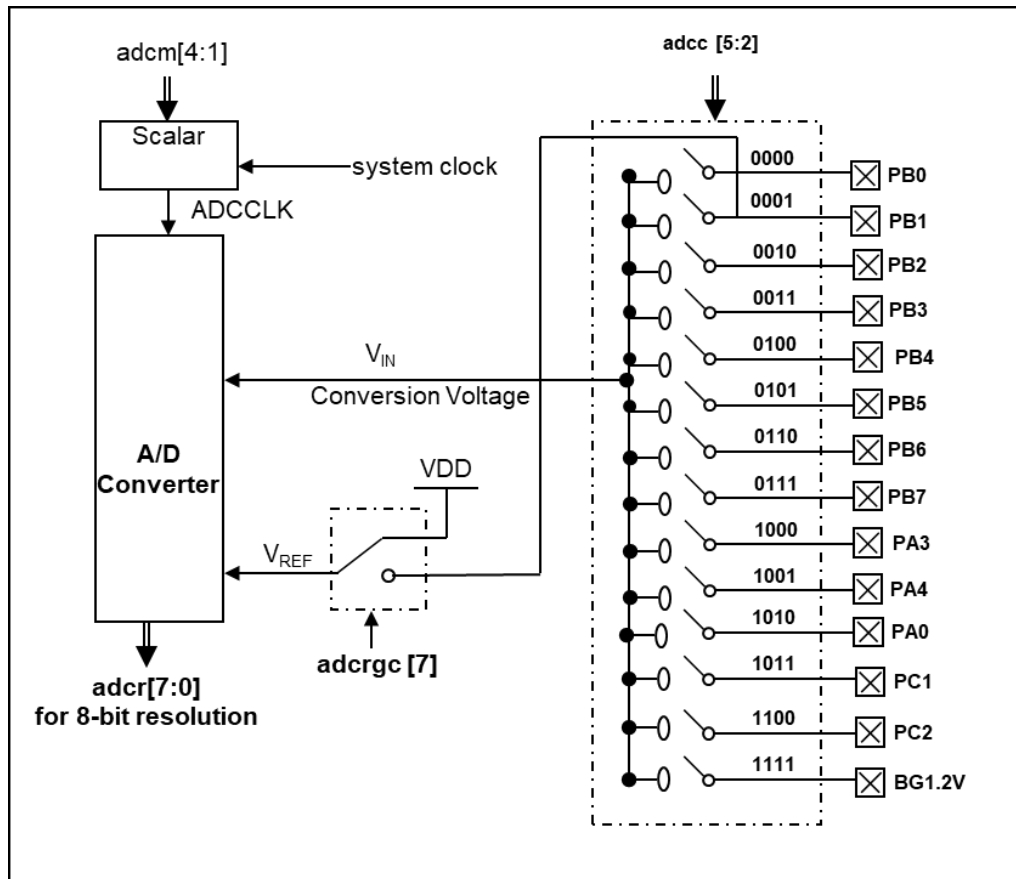 adcm[4:1]
Scalar
system clock
ADCCLK
V_IN
Conversion Voltage
A/D
Converter
VDD
V_REF
adcrgc [7]
adcr[7:0]
for 8-bit resolution
adcc [5:2]
0000 PB0
0001 PB1
0010 PB2
0011 PB3
0100 PB4
0101 PB5
0110 PB6
0111 PB7
1000 PA3
1001 PA4
1010 PA0
1011 PC1
1100 PC2
1111 BG1.2V